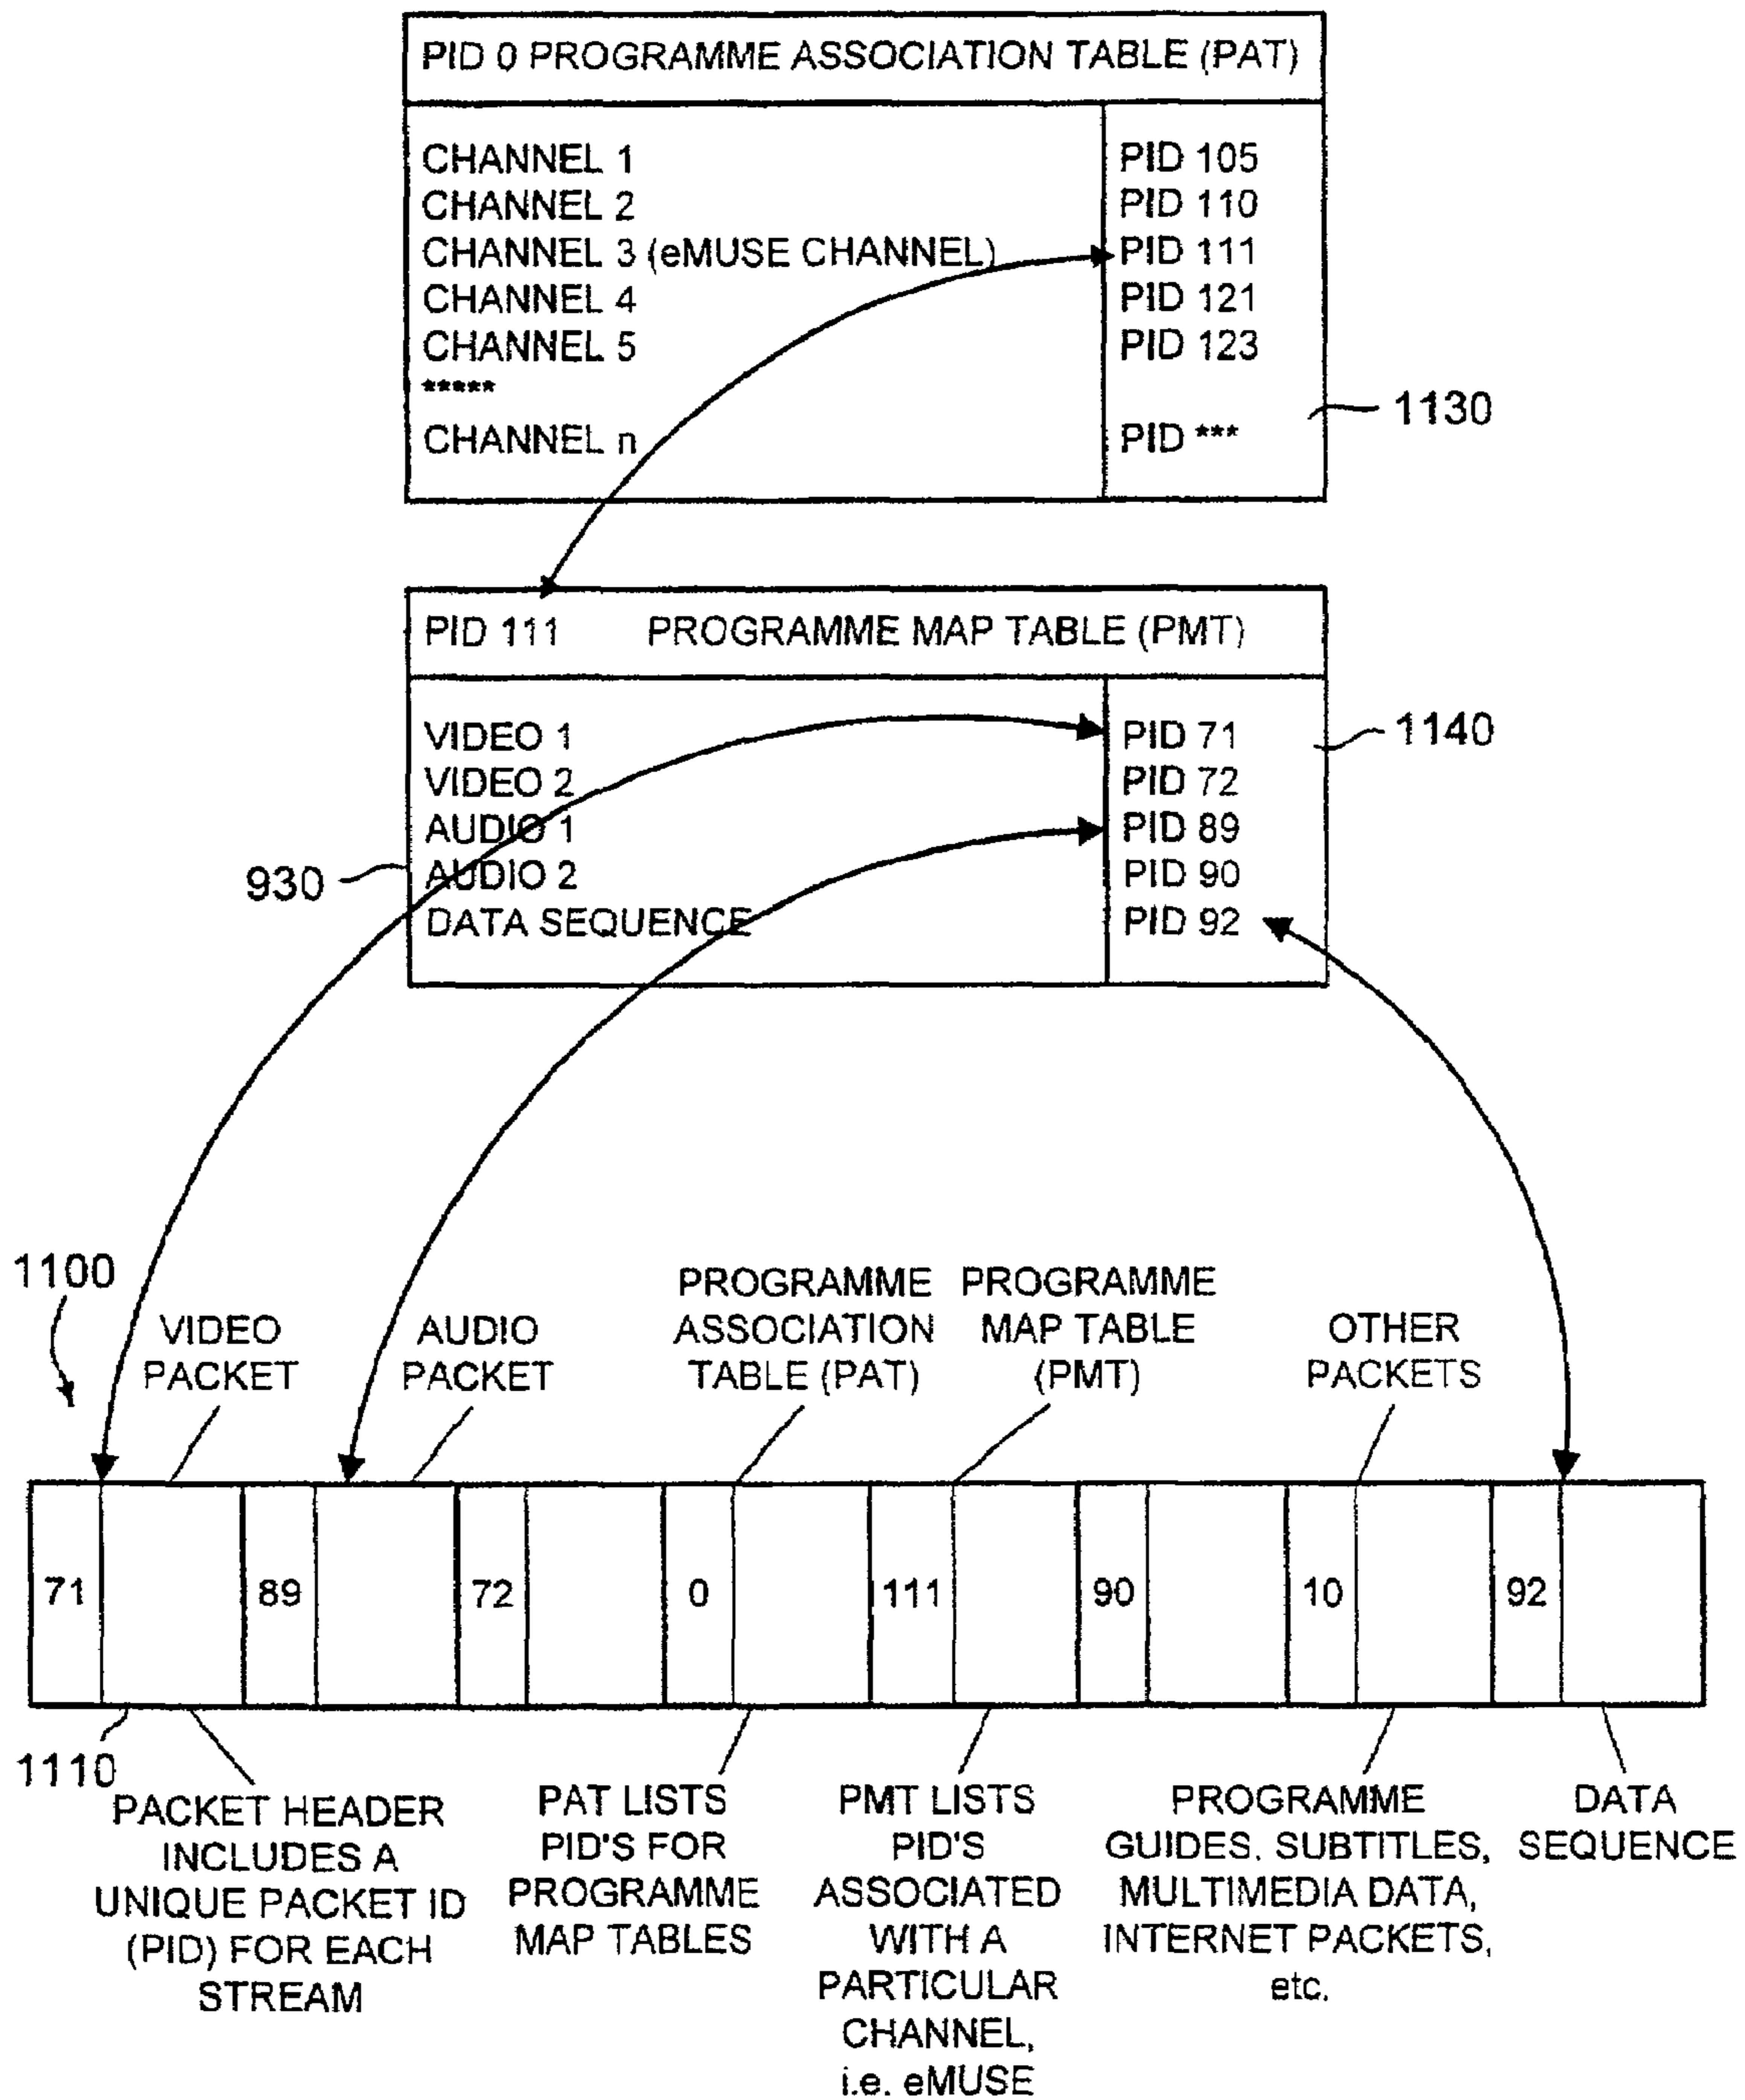 PID 0 PROGRAMME ASSOCIATION TABLE (PAT)
CHANNEL 1 PID 105
CHANNEL 2 PID 110
CHANNEL 3 (eMUSE CHANNEL) PID 111
CHANNEL 4 PID 121
CHANNEL 5 PID 123
*****
CHANNEL n PID ***
1130
PID 111 PROGRAMME MAP TABLE (PMT)
VIDEO 1 PID 71
VIDEO 2 PID 72
AUDIO 1 PID 89
AUDIO 2 PID 90
DATA SEQUENCE PID 92
1140
930
1100
VIDEO
PACKET
AUDIO
PACKET
PROGRAMME
ASSOCIATION
TABLE (PAT)
PROGRAMME
MAP TABLE
(PMT)
OTHER
PACKETS
71 89 72 0 111 90 10 92
1110
PACKET HEADER
INCLUDES A
UNIQUE PACKET ID
(PID) FOR EACH
STREAM
PAT LISTS
PID'S FOR
PROGRAMME
MAP TABLES
PMT LISTS
PID'S
ASSOCIATED
WITH A
PARTICULAR
CHANNEL,
i.e. eMUSE
PROGRAMME
GUIDES, SUBTITLES,
MULTIMEDIA DATA,
INTERNET PACKETS,
etc.
DATA
SEQUENCE